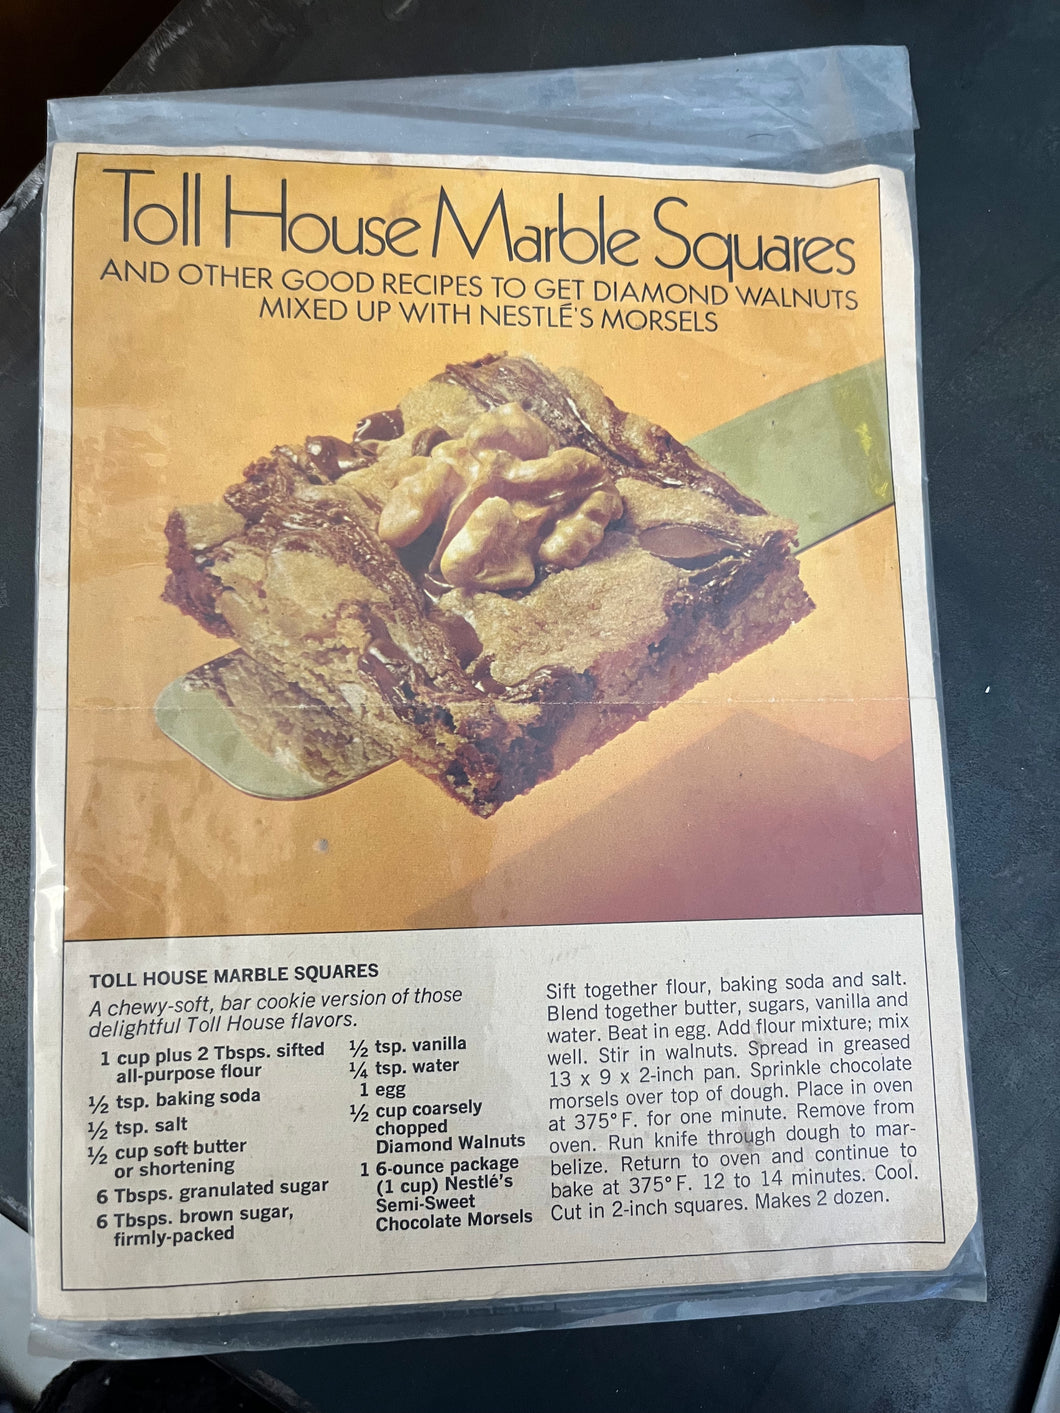 Toll House Marble Squares
AND OTHER GOOD RECIPES TO GET DIAMOND WALNUTS
MIXED UP WITH NESTLÉ'S MORSELS
TOLL HOUSE MARBLE SQUARES
A chewy-soft, bar cookie version of those
delightful Toll House flavors.
1 cup plus 2 Tbsps. sifted
all-purpose flour
½ tsp. baking soda
½ tsp. salt
½ cup soft butter
or shortening
6 Tbsps. granulated sugar
6 Tbsps. brown sugar,
firmly-packed
½ tsp. vanilla
¼ tsp. water
1 egg
½ cup coarsely
chopped
Diamond Walnuts
1 6-ounce package
(1 cup) Nestlé's
Semi-Sweet
Chocolate Morsels
Sift together flour, baking soda and salt.
Blend together butter, sugars, vanilla and
water. Beat in egg. Add flour mixture; mix
well. Stir in walnuts. Spread in greased
13 x 9 x 2-inch pan. Sprinkle chocolate
morsels over top of dough. Place in oven
at 375° F. for one minute. Remove from
oven. Run knife through dough to mar-
belize. Return to oven and continue to
bake at 375° F. 12 to 14 minutes. Cool.
Cut in 2-inch squares. Makes 2 dozen.